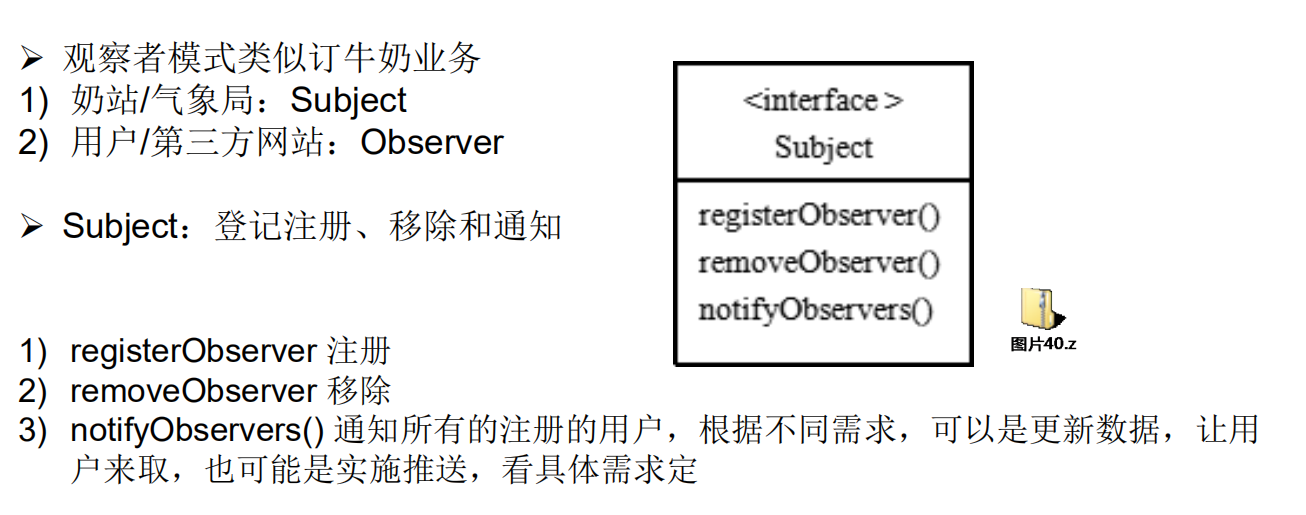 ➢ 观察者模式类似订牛奶业务
1) 奶站/气象局：Subject
2) 用户/第三方网站：Observer
➢ Subject：登记注册、移除和通知
1) registerObserver 注册
2) removeObserver 移除
3) notifyObservers() 通知所有的注册的用户，根据不同需求，可以是更新数据，让用
户来取，也可能是实施推送，看具体需求定
<interface >
Subject
registerObserver()
removeObserver()
notifyObservers()
图片40.z